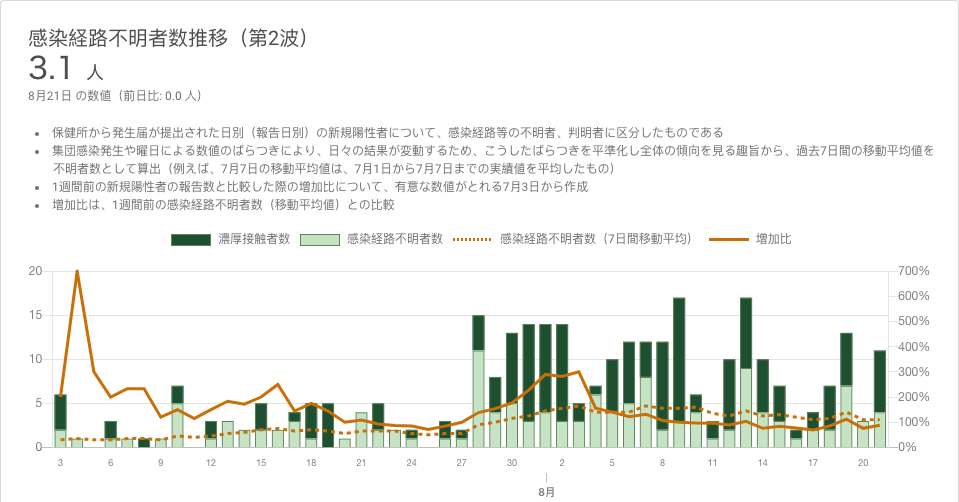 感染経路不明者数推移（第2波）
3.1 人
8月21日 の数値（前日比: 0.0 人）
• 保健所から発生届が提出された日別（報告日別）の新規陽性者について、感染経路等の不明者、判明者に区分したものである
• 集団感染発生や曜日による数値のばらつきにより、日々の結果が変動するため、こうしたばらつきを平準化し全体の傾向を見る趣旨から、過去7日間の移動平均値を
不明者数として算出（例えば、7月7日の移動平均値は、7月1日から7月7日までの実績値を平均したもの）
• 1週間前の新規陽性者の報告数と比較した際の増加比について、有意な数値がとれる7月3日から作成
• 増加比は、1週間前の感染経路不明者数（移動平均値）との比較
濃厚接触者数 感染経路不明者数 感染経路不明者数（7日間移動平均） 増加比
20 700%
600%
15 500%
400%
10 300%
5 200%
100%
0 0%
3 6 9 12 15 18 21 24 27 30 2 5 8 11 14 17 20
8月